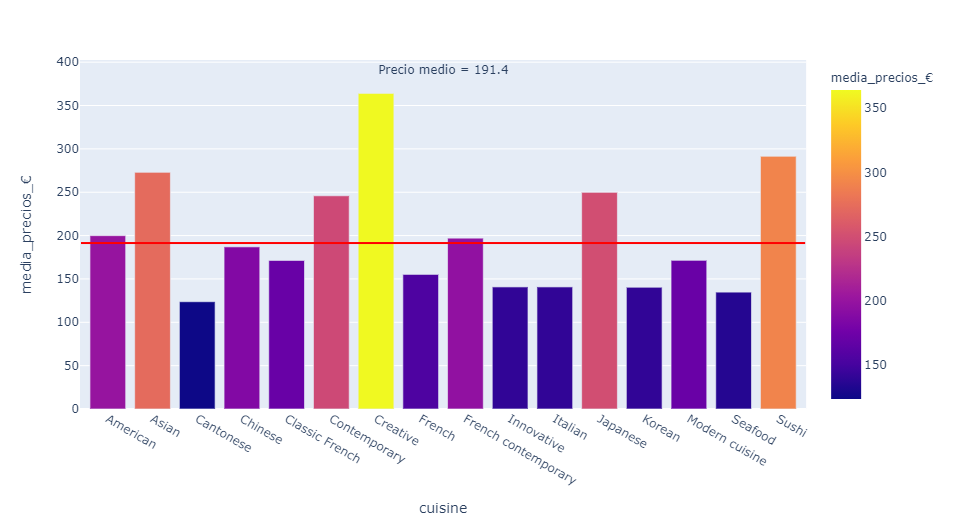 Precio medio = 191.4
media_precios_€
400
350
300
250
200
150
100
50
0
media_precios_€
American
Asian
Cantonese
Chinese
Classic French
Contemporary
Creative
French
French contemporary
Innovative
Italian
Japanese
Korean
Modern cuisine
Seafood
Sushi
cuisine
350
300
250
200
150